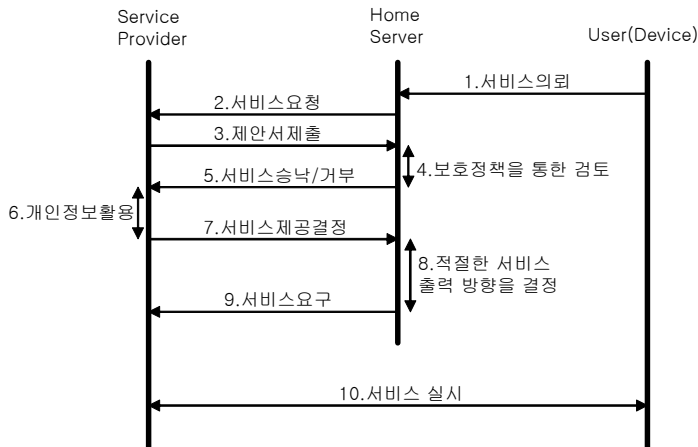 Service
Provider
Home
Server
User(Device)
1.서비스의뢰
2.서비스요청
3.제안서제출
4.보호정책을 통한 검토
5.서비스승낙/거부
6.개인정보활용
7.서비스제공결정
8.적절한 서비스
출력 방향을 결정
9.서비스요구
10.서비스 실시